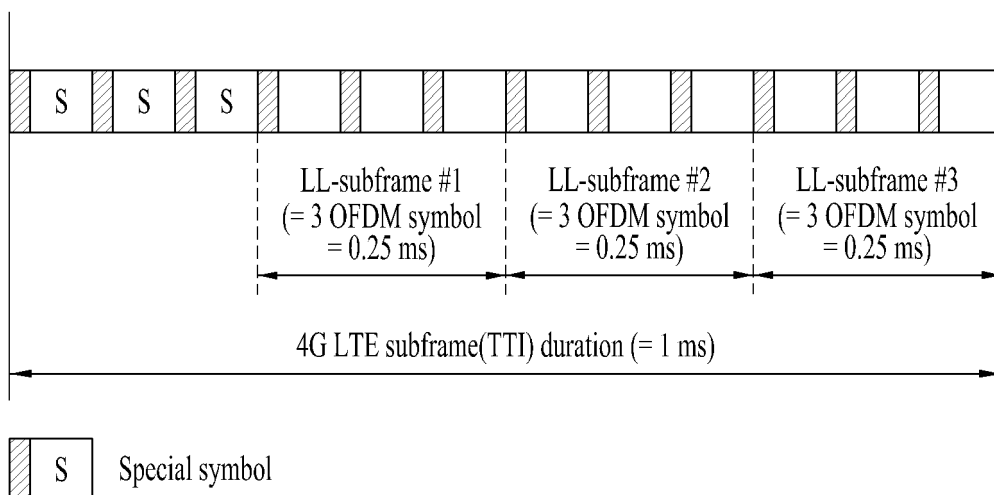 S S S
LL-subframe #1
(= 3 OFDM symbol
= 0.25 ms)
LL-subframe #2
(= 3 OFDM symbol
= 0.25 ms)
LL-subframe #3
(= 3 OFDM symbol
= 0.25 ms)
4G LTE subframe(TTI) duration (= 1 ms)
S Special symbol